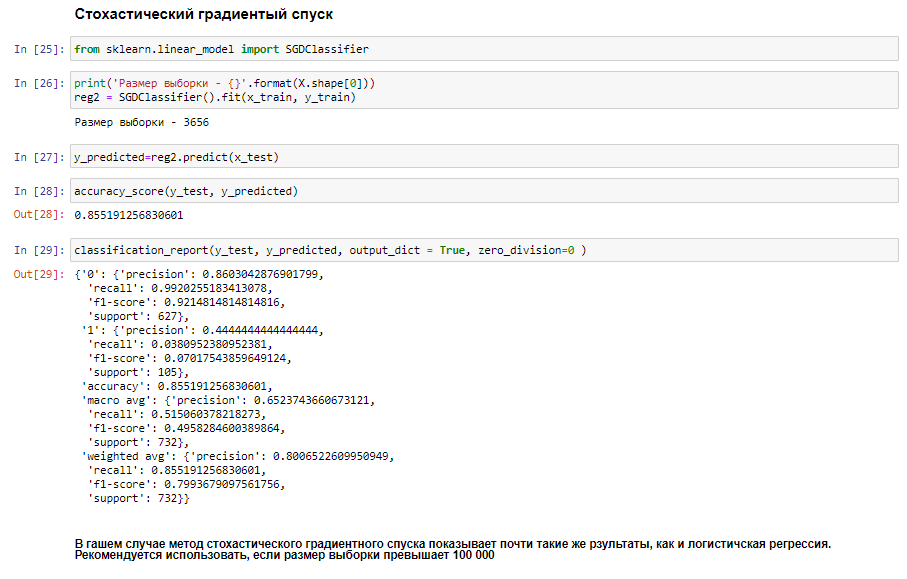 Стохастический градиентый спуск
In [25]: from sklearn.linear_model import SGDClassifier
In [26]: print('Размер выборки - {}'.format(X.shape[0]))
reg2 = SGDClassifier().fit(x_train, y_train)
Размер выборки - 3656
In [27]: y_predicted=reg2.predict(x_test)
In [28]: accuracy_score(y_test, y_predicted)
Out[28]: 0.855191256830601
In [29]: classification_report(y_test, y_predicted, output_dict = True, zero_division=0 )
Out[29]: {'0': {'precision': 0.8603042876901799,
'recall': 0.9920255183413078,
'f1-score': 0.9214814814814816,
'support': 627},
'1': {'precision': 0.4444444444444444,
'recall': 0.0380952380952381,
'f1-score': 0.07017543859649124,
'support': 105},
'accuracy': 0.855191256830601,
'macro avg': {'precision': 0.6523743660673121,
'recall': 0.515060378218273,
'f1-score': 0.4958284600389864,
'support': 732},
'weighted avg': {'precision': 0.8006522609950949,
'recall': 0.855191256830601,
'f1-score': 0.7993679097561756,
'support': 732}}
В гашем случае метод стохастического градиентного спуска показывает почти такие же рзультаты, как и логистичская регрессия.
Рекомендуется использовать, если размер выборки превышает 100 000